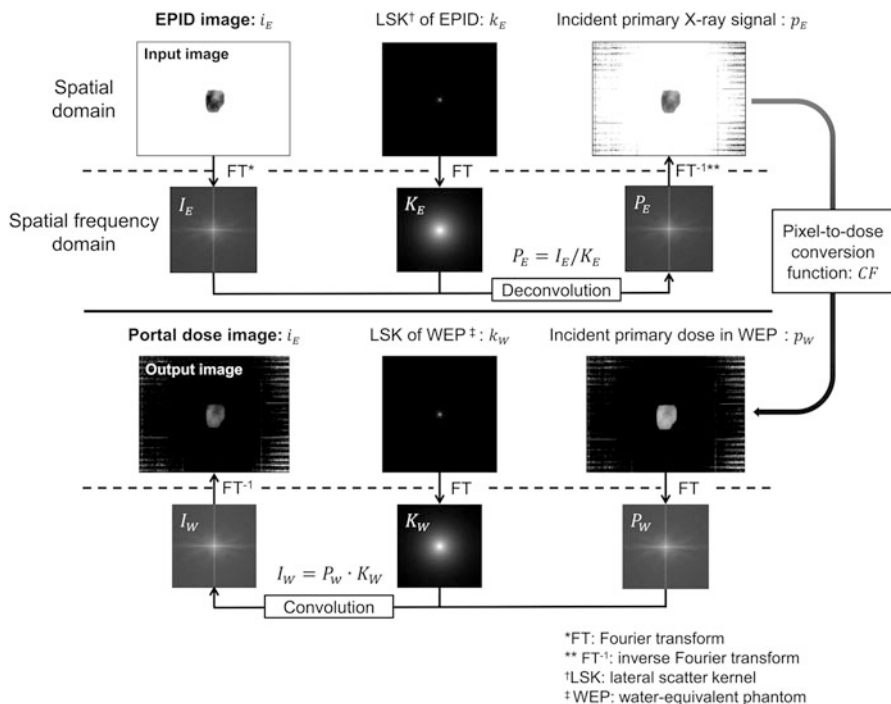 EPID image: i_E
LSK† of EPID: k_E
Incident primary X-ray signal : p_E
Spatial
domain
Input image
FT*
FT
FT⁻¹**
Spatial frequency
domain
I_E
K_E
P_E
P_E = I_E/K_E
Deconvolution
Pixel-to-dose
conversion
function: CF
Portal dose image: i_E
LSK of WEP‡: k_W
Incident primary dose in WEP : p_W
Output image
FT⁻¹
FT
FT
I_W
K_W
P_W
I_W = P_W · K_W
Convolution
*FT: Fourier transform
** FT⁻¹: inverse Fourier transform
†LSK: lateral scatter kernel
‡ WEP: water-equivalent phantom